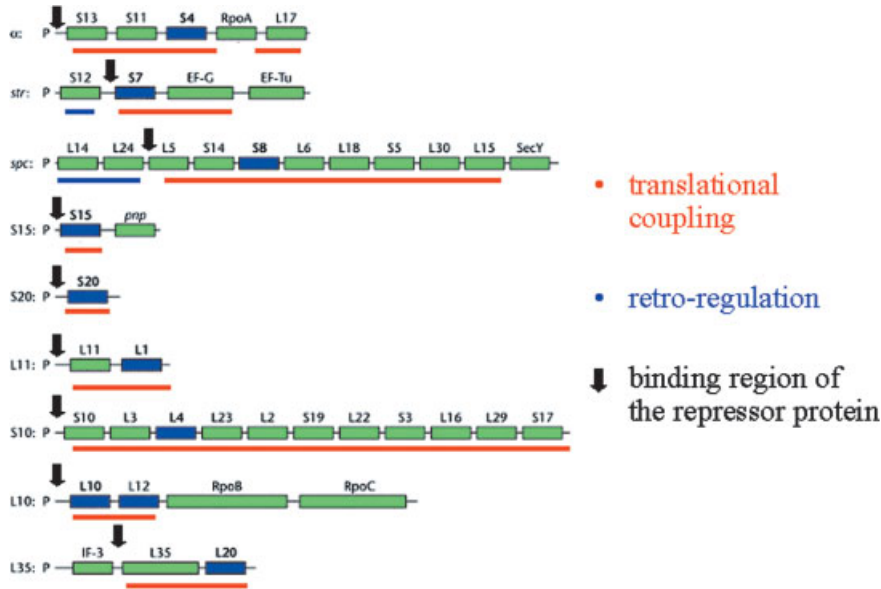 S13 S11 S4 RpoA L17
α: P
S12 S7 EF-G EF-Tu
str: P
L14 L24 L5 S14 S8 L6 L18 S5 L30 L15 SecY
spc: P
• translational
coupling
S15 pnp
S15: P
• retro-regulation
S20
S20: P
L11 L1
L11: P
binding region of
the repressor protein
S10 L3 L4 L23 L2 S19 L22 S3 L16 L29 S17
S10: P
L10 L12 RpoB RpoC
L10: P
IF-3 L35 L20
L35: P